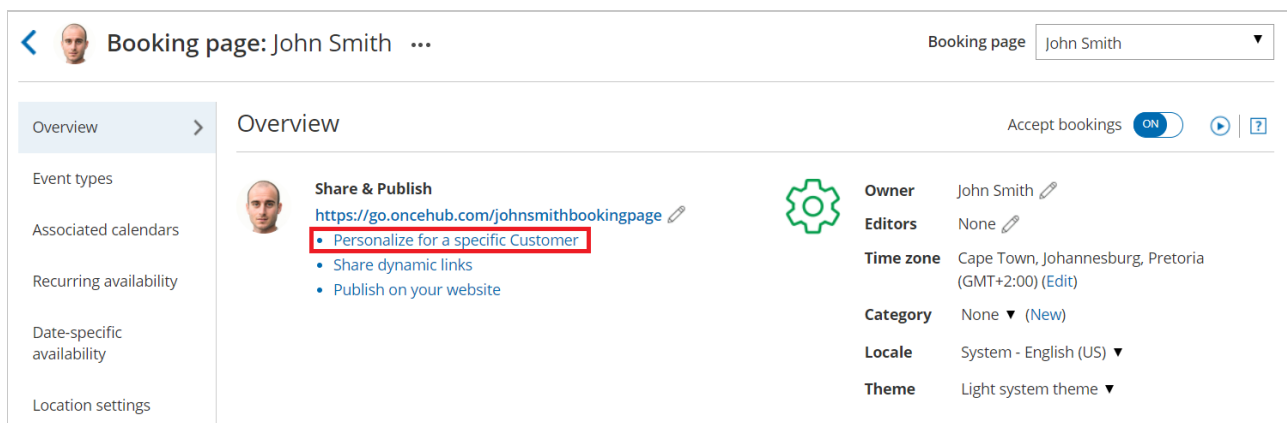 Booking page: John Smith ...
Booking page John Smith
Overview
Event types
Associated calendars
Recurring availability
Date-specific
availability
Location settings
Overview
Accept bookings ON ?
Share & Publish
https://go.oncehub.com/johnsmithbookingpage
• Personalize for a specific Customer
• Share dynamic links
• Publish on your website
Owner John Smith
Editors None
Time zone Cape Town, Johannesburg, Pretoria
(GMT+2:00) (Edit)
Category None ▼ (New)
Locale System - English (US) ▼
Theme Light system theme ▼